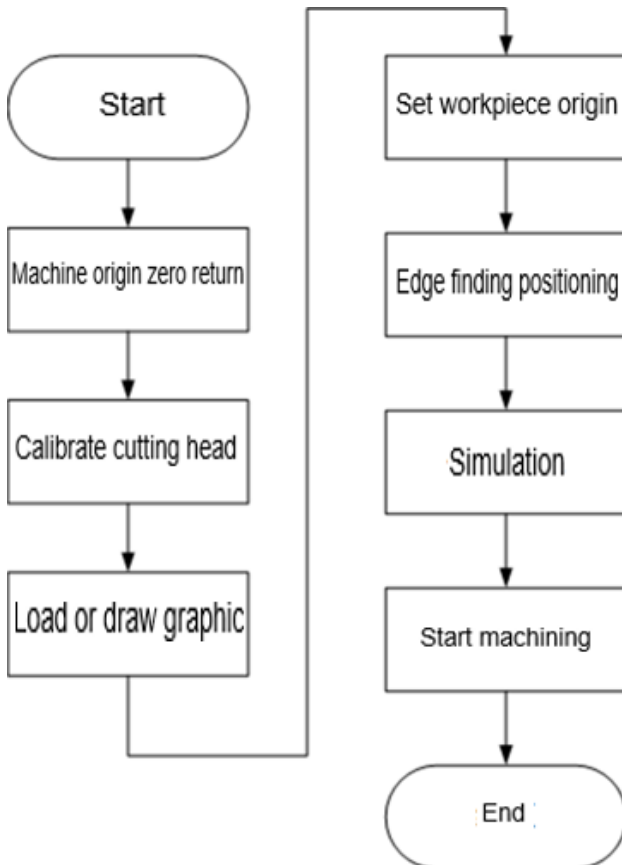 Start
Machine origin zero return
Calibrate cutting head
Load or draw graphic
Set workpiece origin
Edge finding positioning
Simulation
Start machining
End